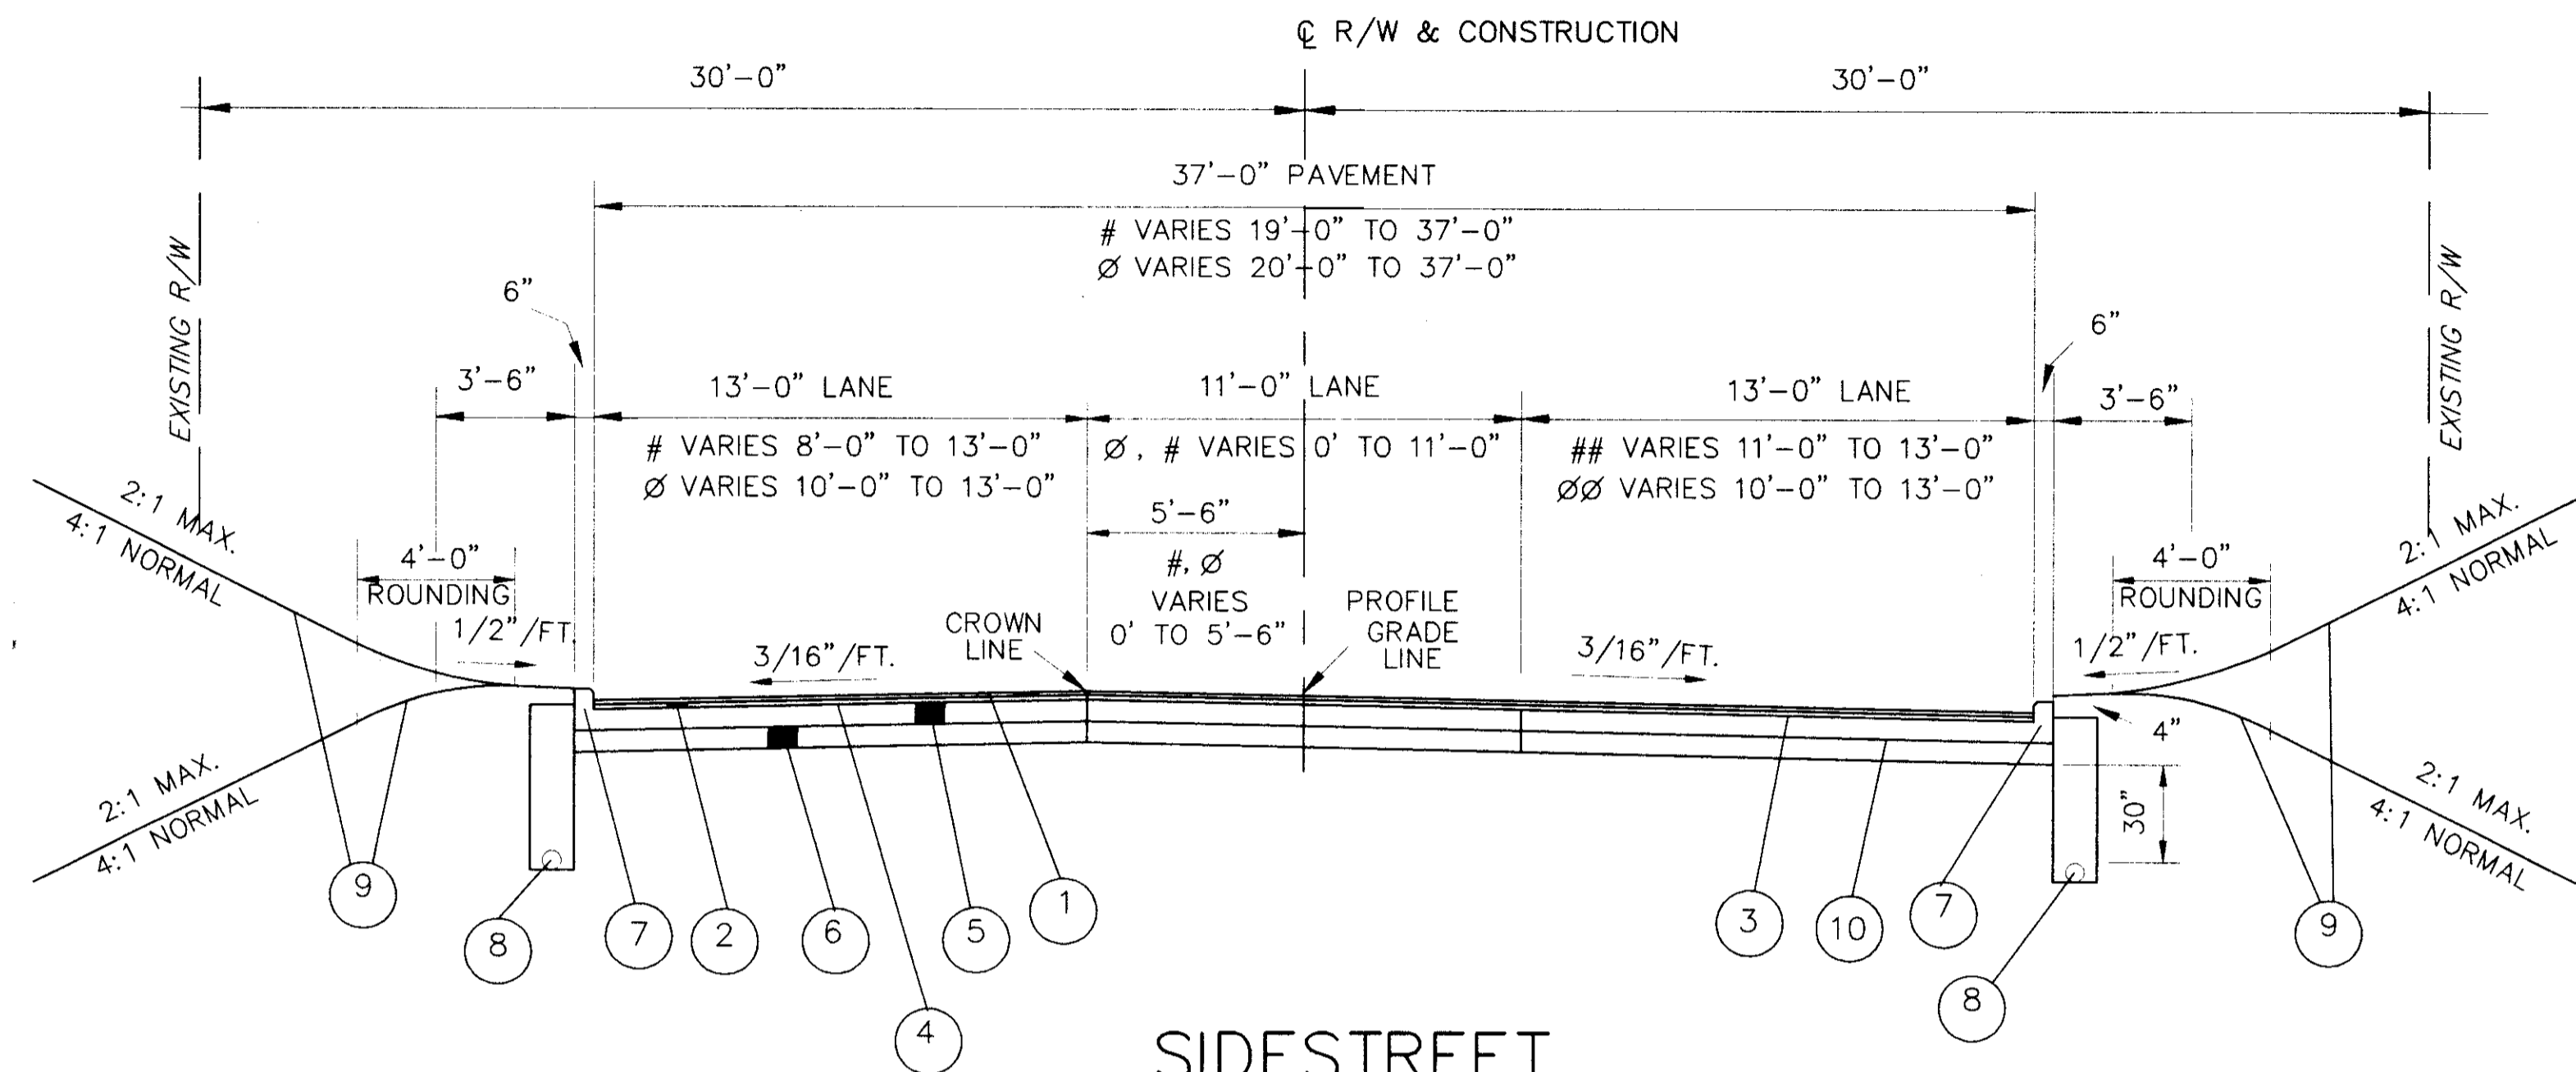 ℄ R/W & CONSTRUCTION
30'-0" 30'-0"
37'-0" PAVEMENT
# VARIES 19'-0" TO 37'-0"
Ø VARIES 20'-0" TO 37'-0"
EXISTING R/W
EXISTING R/W
6"
6"
3'-6" 13'-0" LANE 11'-0" LANE 13'-0" LANE 3'-6"
# VARIES 8'-0" TO 13'-0" Ø, # VARIES 0' TO 11'-0" ## VARIES 11'-0" TO 13'-0"
Ø VARIES 10'-0" TO 13'-0" ØØ VARIES 10'-0" TO 13'-0"
5'-6"
#, Ø
VARIES
0' TO 5'-6"
2:1 MAX.
4:1 NORMAL
2:1 MAX.
4:1 NORMAL
4'-0"
ROUNDING
4'-0"
ROUNDING
1/2"/FT.
3/16"/FT.
CROWN
LINE
PROFILE
GRADE
LINE
3/16"/FT.
1/2"/FT.
4"
30"
2:1 MAX.
4:1 NORMAL
2:1 MAX.
4:1 NORMAL
9 8 7 2 6 4 5 1 3 10 7 8 9
SIDESTREET